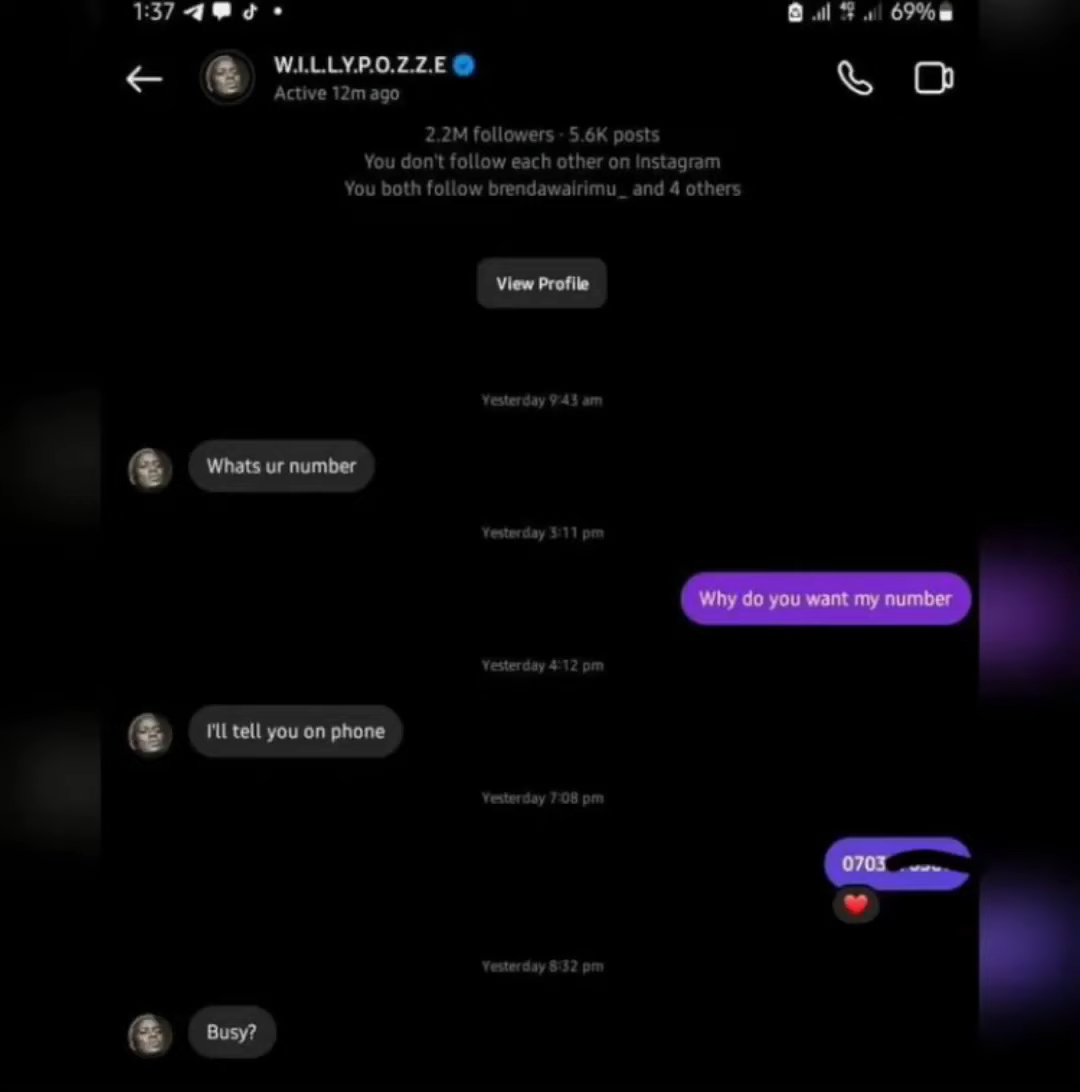 1:37
4G
69%
W.I.L.L.Y.P.O.Z.Z.E
Active 12m ago
2.2M followers · 5.6K posts
You don't follow each other on Instagram
You both follow brendawairimu_ and 4 others
View Profile
Yesterday 9:43 am
Whats ur number
Yesterday 3:11 pm
Why do you want my number
Yesterday 4:12 pm
I'll tell you on phone
Yesterday 7:08 pm
0703
Yesterday 8:32 pm
Busy?